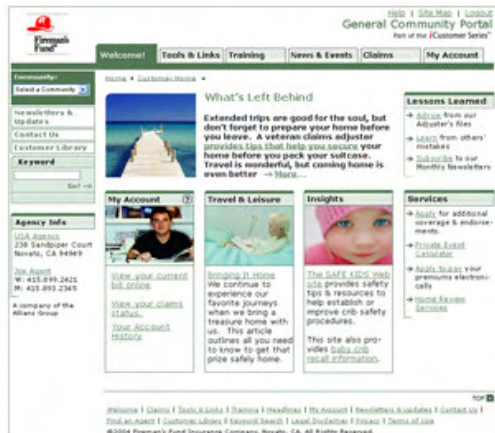 Help | Site Map | Logout
Fireman's
Fund
General Community Portal
Part of the iCustomer Series™
Welcome!
Tools & Links
Training
News & Events
Claims
My Account
Community:
Select a Community
Home
Customer Home
Newsletters &
Updates
Contact Us
Customer Library
Keyword
Go!
What's Left Behind
Extended trips are good for the soul, but
don't forget to prepare your home before
you leave. A veteran claims adjuster
provides tips that help you secure your
home before you pack your suitcase.
Travel is wonderful, but coming home is
even better → More...
Lessons Learned
→ Advice from our
Adjuster's files
→ Learn from others'
mistakes
→ Subscribe to our
Monthly Newsletters
Agency Info
USA Agency
238 Sandpiper Court
Novato, CA 94969
Joe Agent
W: 415.899.2421
M: 415.893.2345
A company of the
Allianz Group
My Account
View your current
bill online
View your claims
status.
Your Account
History
Travel & Leisure
Bringing It Home
We continue to
experience our
favorite journeys
when we bring a
treasure home with
us. This article
outlines all you need
to know to get that
prize safely home.
Insights
The SAFE KIDS Web
site provides safety
tips & resources to
help establish or
improve crib safety
procedures.
This site also pro-
vides baby crib
recall information.
Services
→ Apply for additional
coverage & endorse-
ments.
→ Private Event
Calculator
→ Apply to pay your
premiums electroni-
cally
→ Home Review
Services
TOP
Welcome | Claims | Tools & Links | Training | Headlines | My Account | Newsletters & Updates | Contact Us |
Find an Agent | Customer Library | Keyword Search | Legal Disclaimer | Privacy | Terms of Use
©2004 Fireman's Fund Insurance Company, Novato, CA. All Rights Reserved.